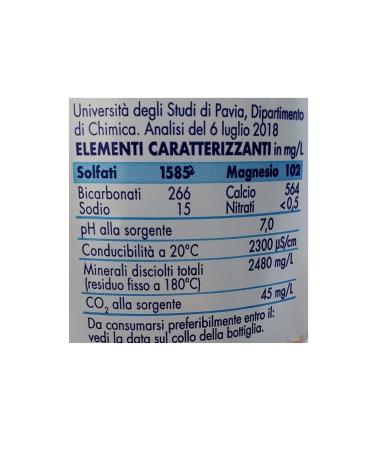 Università degli Studi di Pavia, Dipartimento
di Chimica. Analisi del 6 luglio 2018
ELEMENTI CARATTERIZZANTI in mg/L
Solfati 1585 Magnesio 102
Bicarbonati 266 Calcio 564
Sodio 15 Nitrati <0,5
pH alla sorgente 7,0
Conducibilità a 20°C 2300 µS/cm
Minerali disciolti totali 2480 mg/L
(residuo fisso a 180°C)
CO₂ alla sorgente 45 mg/L
Da consumarsi preferibilmente entro il:
vedi la data sul collo della bottiglia.